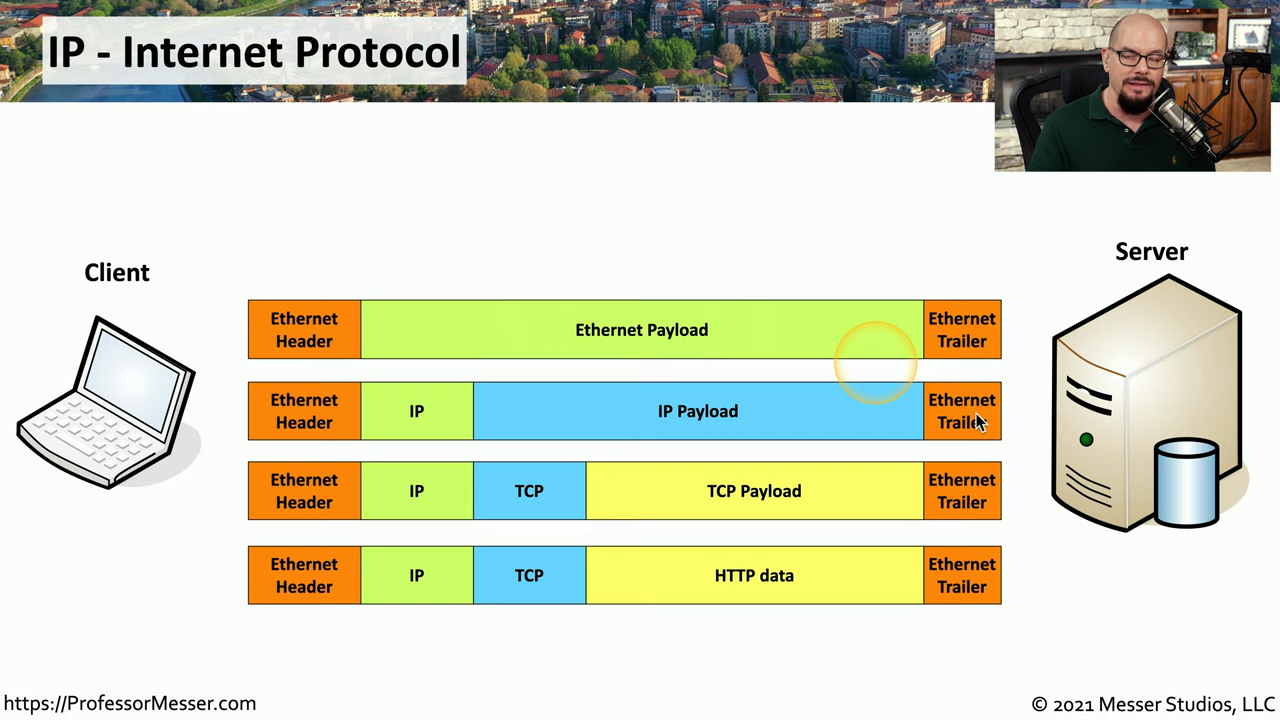 IP - Internet Protocol
Client
Server
Ethernet
Header
Ethernet Payload
Ethernet
Trailer
Ethernet
Header
IP
IP Payload
Ethernet
Trailer
Ethernet
Header
IP
TCP
TCP Payload
Ethernet
Trailer
Ethernet
Header
IP
TCP
HTTP data
Ethernet
Trailer
https://ProfessorMesser.com
© 2021 Messer Studios, LLC